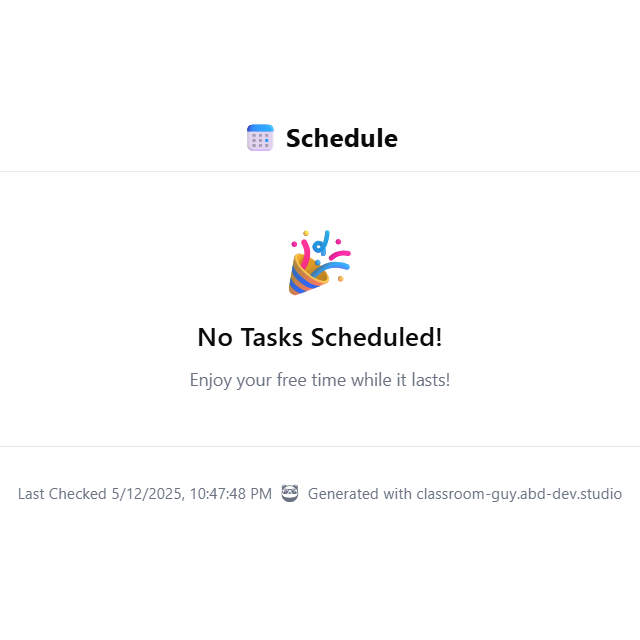 Schedule
No Tasks Scheduled!
Enjoy your free time while it lasts!
Last Checked 5/12/2025, 10:47:48 PM Generated with classroom-guy.abd-dev.studio